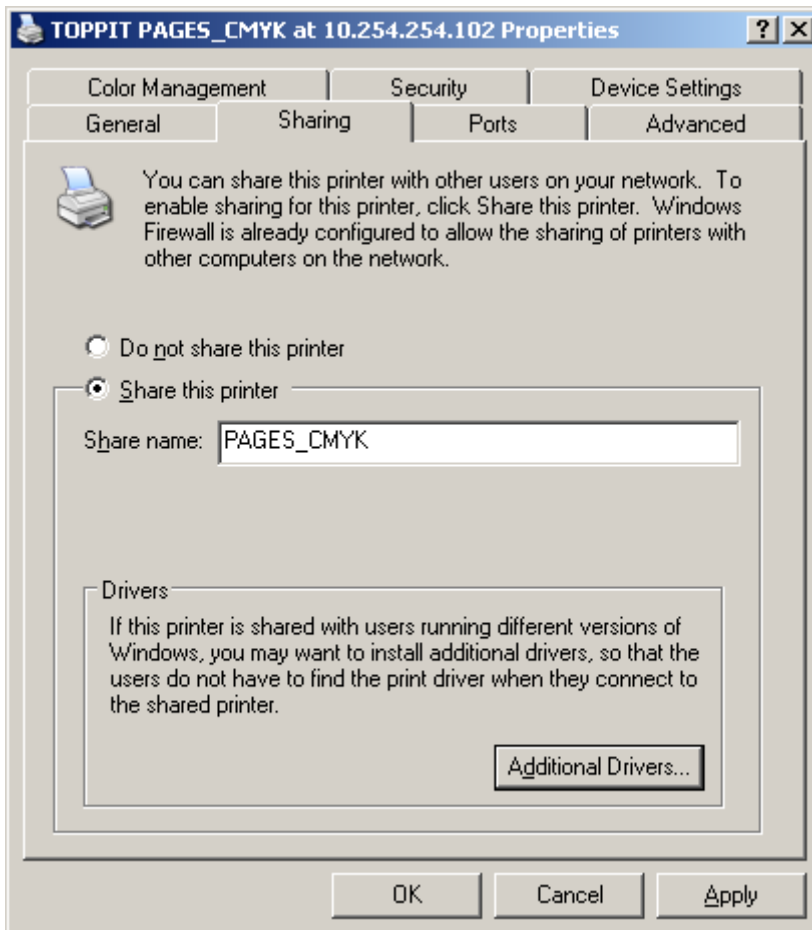 TOPPIT PAGES_CMYK at 10.254.254.102 Properties
Color Management Security Device Settings
General Sharing Ports Advanced
You can share this printer with other users on your network. To
enable sharing for this printer, click Share this printer. Windows
Firewall is already configured to allow the sharing of printers with
other computers on the network.
Do not share this printer
Share this printer
Share name: PAGES_CMYK
Drivers
If this printer is shared with users running different versions of
Windows, you may want to install additional drivers, so that the
users do not have to find the print driver when they connect to
the shared printer.
Additional Drivers...
OK Cancel Apply